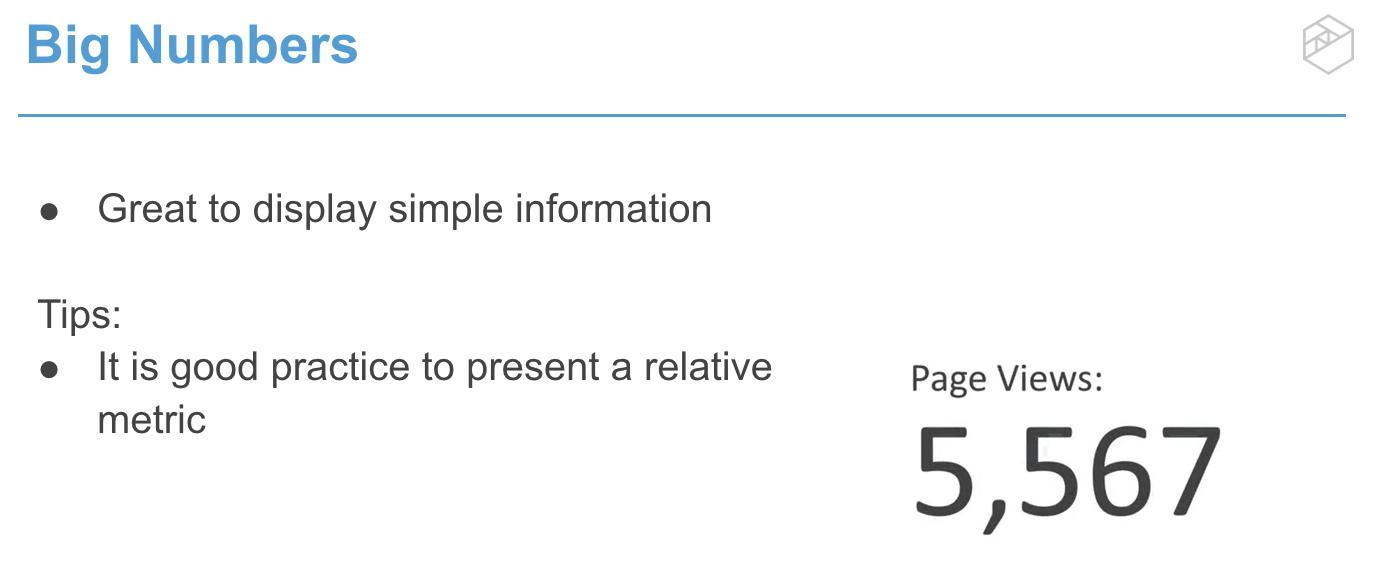 Big Numbers
● Great to display simple information
Tips:
● It is good practice to present a relative
metric
Page Views:
5,567